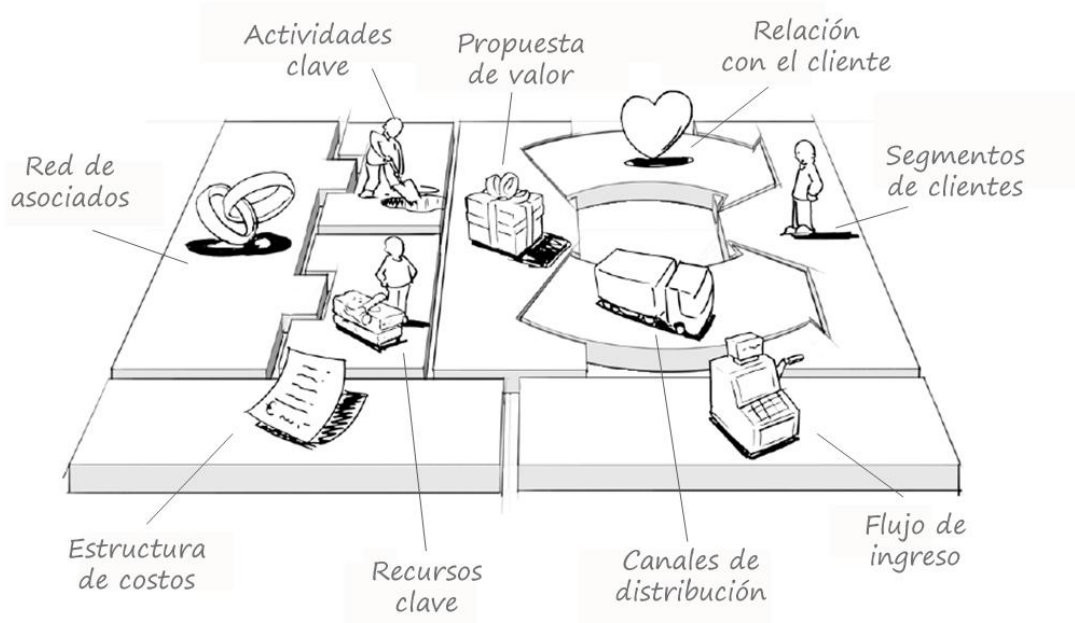 Actividades
clave
Propuesta
de valor
Relación
con el cliente
Red de
asociados
Segmentos
de clientes
Estructura
de costos
Recursos
clave
Canales de
distribución
Flujo de
ingreso